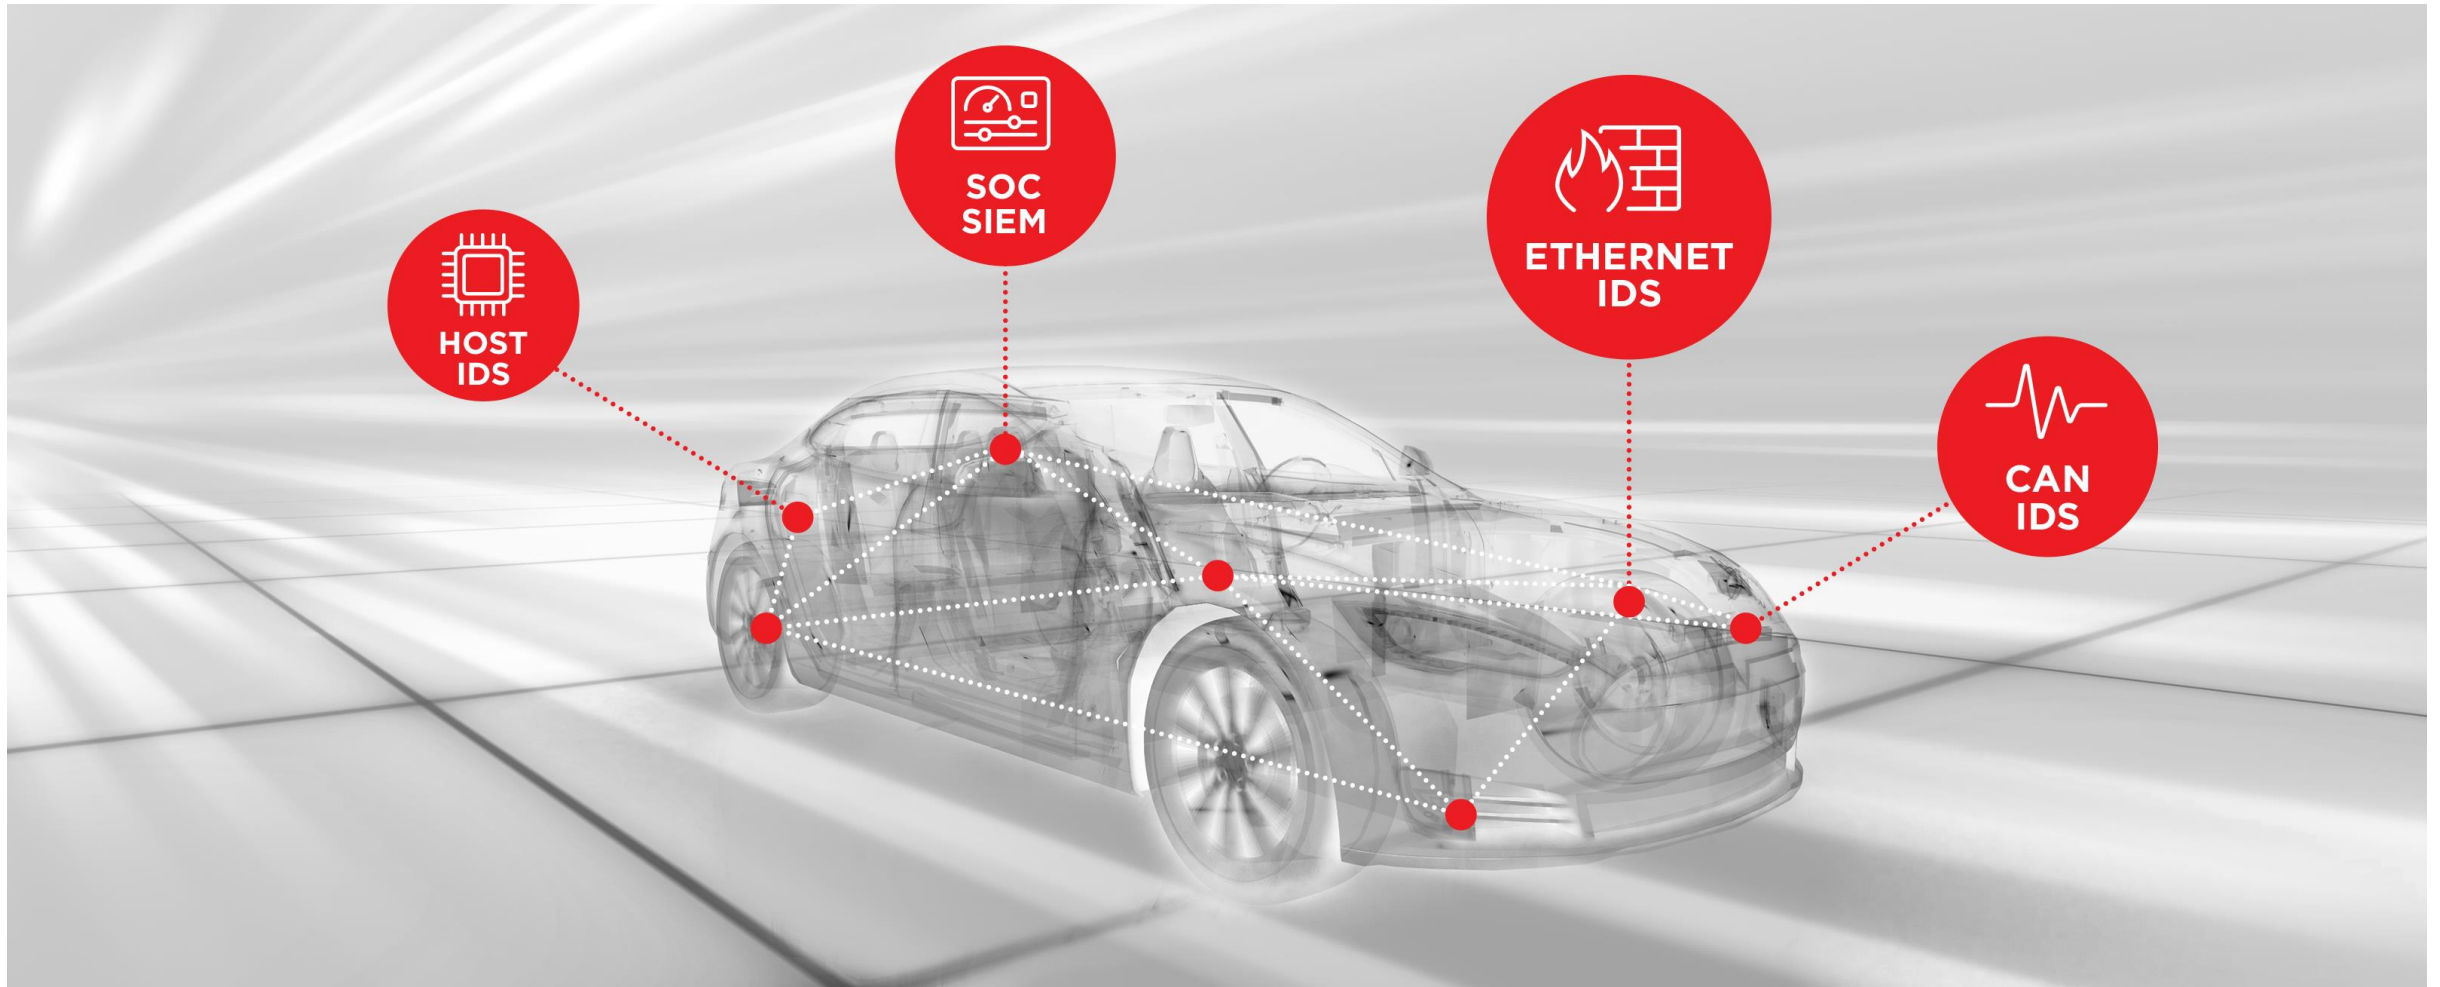 HOST
IDS
SOC
SIEM
ETHERNET
IDS
CAN
IDS